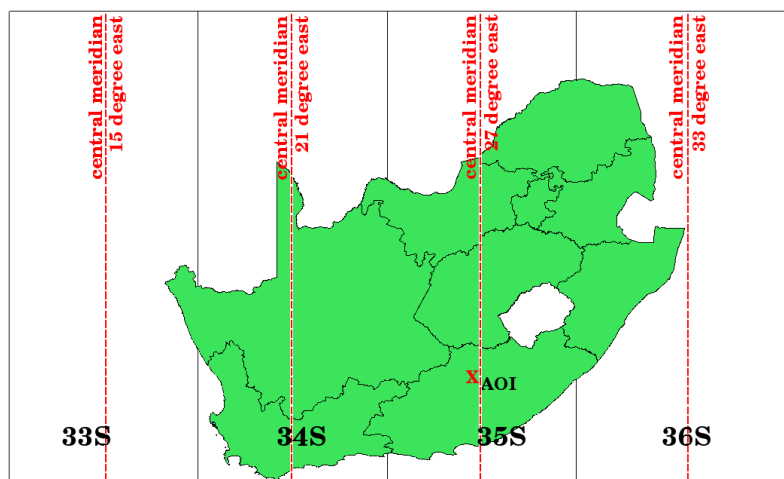 central meridian
15 degree east
central meridian
21 degree east
central meridian
27 degree east
central meridian
33 degree east
X
AOI
33S
34S
35S
36S